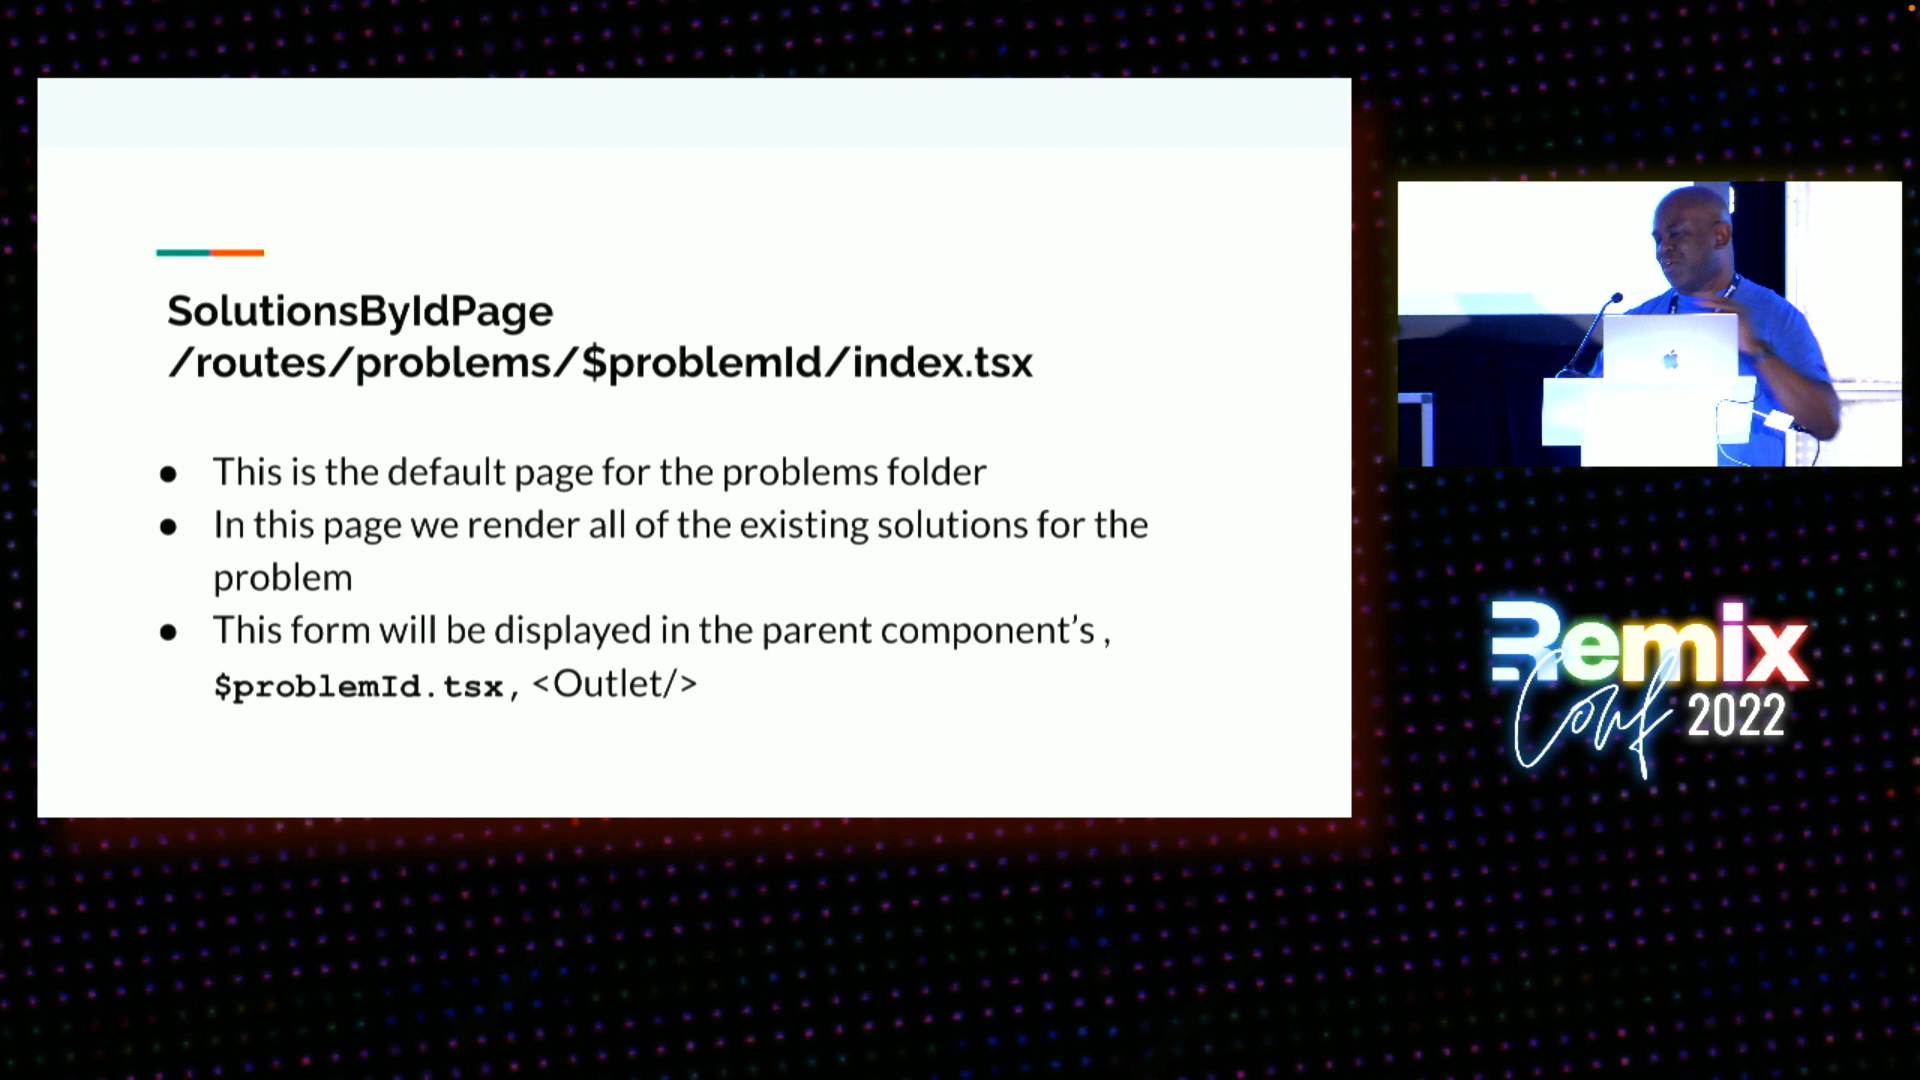 SolutionsByIdPage
/routes/problems/$problemId/index.tsx
● This is the default page for the problems folder
● In this page we render all of the existing solutions for the
problem
● This form will be displayed in the parent component’s ,
$problemId.tsx, <Outlet/>
Remix
Conf 2022